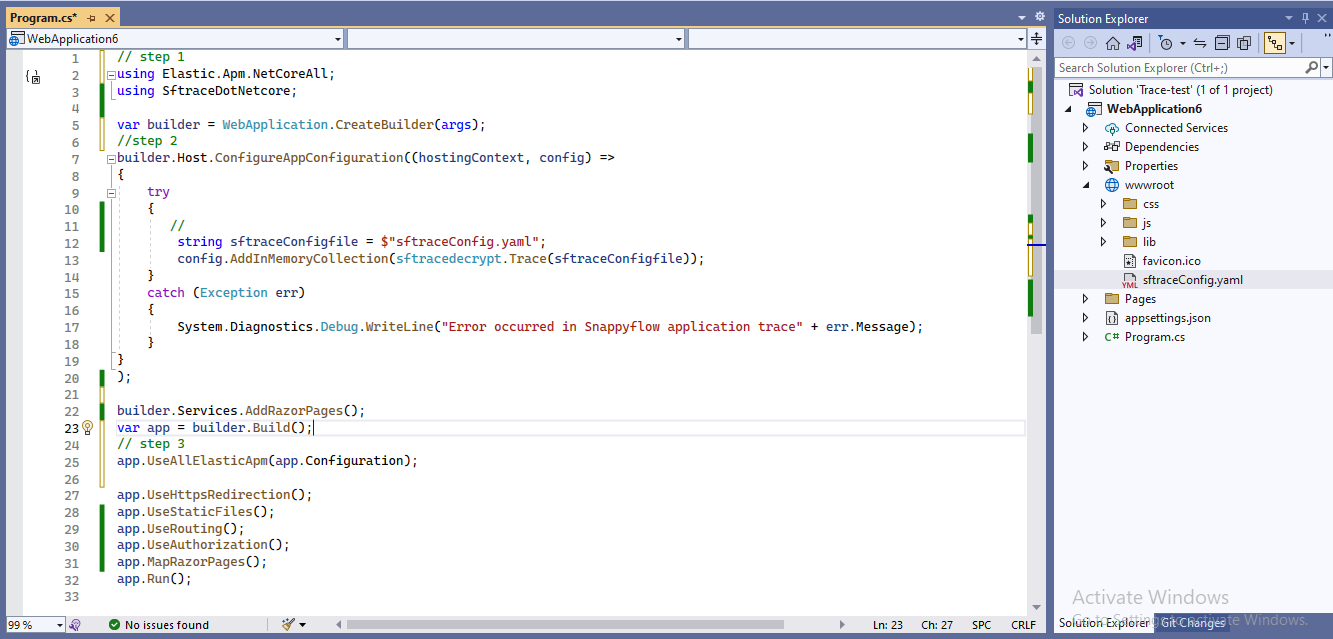 Program.cs*
WebApplication6
1 // step 1
2 using Elastic.Apm.NetCoreAll;
3 using SftraceDotNetcore;
4
5 var builder = WebApplication.CreateBuilder(args);
6 //step 2
7 builder.Host.ConfigureAppConfiguration((hostingContext, config) =>
8 {
9 try
10 {
11 //
12 string sftraceConfigfile = $"sftraceConfig.yaml";
13 config.AddInMemoryCollection(sftracedecrypt.Trace(sftraceConfigfile));
14 }
15 catch (Exception err)
16 {
17 System.Diagnostics.Debug.WriteLine("Error occurred in Snappyflow application trace" + err.Message);
18 }
19 }
20 );
21
22 builder.Services.AddRazorPages();
23 var app = builder.Build();
24 // step 3
25 app.UseAllElasticApm(app.Configuration);
26
27 app.UseHttpsRedirection();
28 app.UseStaticFiles();
29 app.UseRouting();
30 app.UseAuthorization();
31 app.MapRazorPages();
32 app.Run();
33
99 % No issues found Ln: 23 Ch: 27 SPC CRLF
Solution Explorer
Search Solution Explorer (Ctrl+;)
Solution 'Trace-test' (1 of 1 project)
WebApplication6
Connected Services
Dependencies
Properties
wwwroot
css
js
lib
favicon.ico
YML sftraceConfig.yaml
Pages
appsettings.json
C# Program.cs
Activate Windows
Go to Settings to activate Windows.
Solution Explorer Git Changes